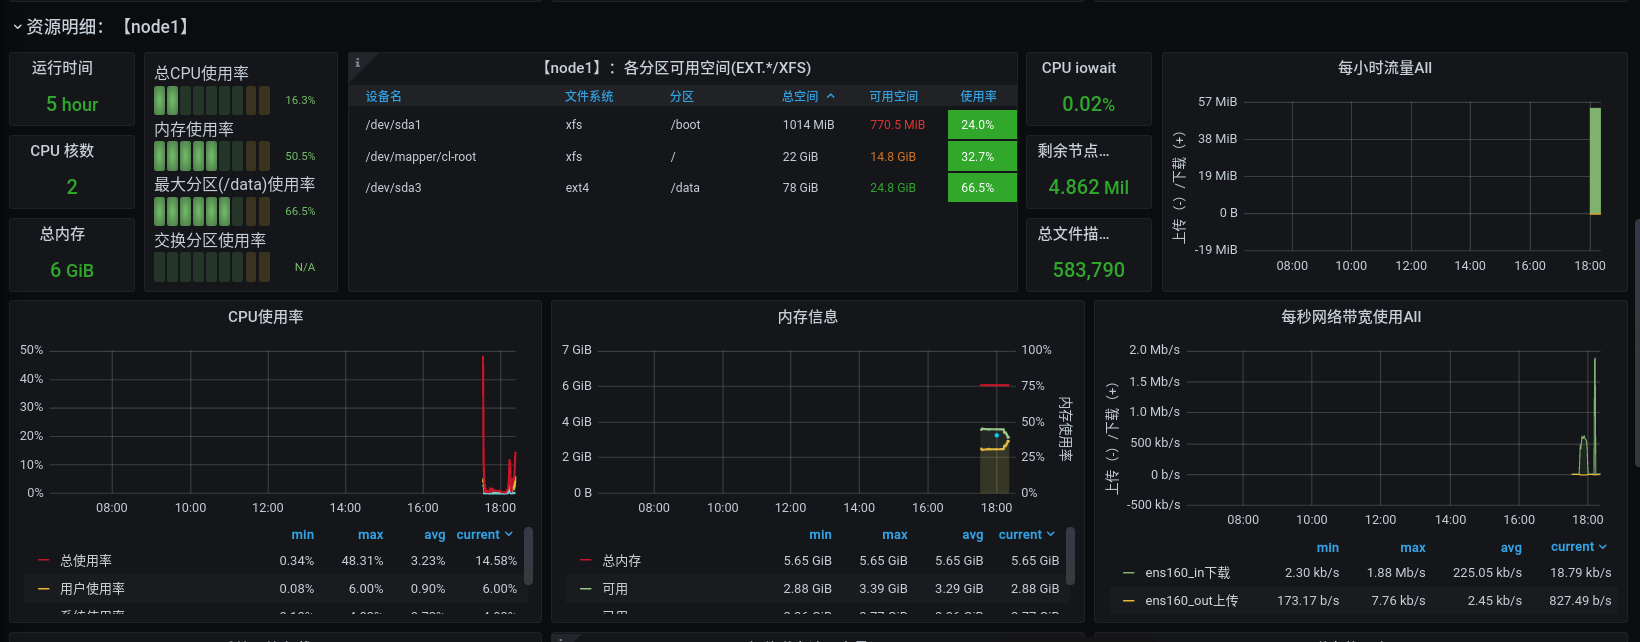 资源明细：【node1】
运行时间
5 hour
CPU 核数
2
总内存
6 GiB
总CPU使用率
16.3%
内存使用率
50.5%
最大分区(/data)使用率
66.5%
交换分区使用率
N/A
i
【node1】：各分区可用空间(EXT.*/XFS)
设备名 文件系统 分区 总空间 可用空间 使用率
/dev/sda1 xfs /boot 1014 MiB 770.5 MiB 24.0%
/dev/mapper/cl-root xfs / 22 GiB 14.8 GiB 32.7%
/dev/sda3 ext4 /data 78 GiB 24.8 GiB 66.5%
CPU iowait
0.02%
剩余节点...
4.862 Mil
总文件描...
583,790
每小时流量All
上传（-）/下载（+）
57 MiB
38 MiB
19 MiB
0 B
-19 MiB
08:00 10:00 12:00 14:00 16:00 18:00
CPU使用率
50%
40%
30%
20%
10%
0%
08:00 10:00 12:00 14:00 16:00 18:00
min max avg current
总使用率 0.34% 48.31% 3.23% 14.58%
用户使用率 0.08% 6.00% 0.90% 6.00%
内存信息
7 GiB
6 GiB
4 GiB
2 GiB
0 B
100%
75%
50%
25%
0%
内存使用率
08:00 10:00 12:00 14:00 16:00 18:00
min max avg current
总内存 5.65 GiB 5.65 GiB 5.65 GiB 5.65 GiB
可用 2.88 GiB 3.39 GiB 3.29 GiB 2.88 GiB
每秒网络带宽使用All
上传（-）/下载（+）
2.0 Mb/s
1.5 Mb/s
1.0 Mb/s
500 kb/s
0 b/s
-500 kb/s
08:00 10:00 12:00 14:00 16:00 18:00
min max avg current
ens160_in下载 2.30 kb/s 1.88 Mb/s 225.05 kb/s 18.79 kb/s
ens160_out上传 173.17 b/s 7.76 kb/s 2.45 kb/s 827.49 b/s